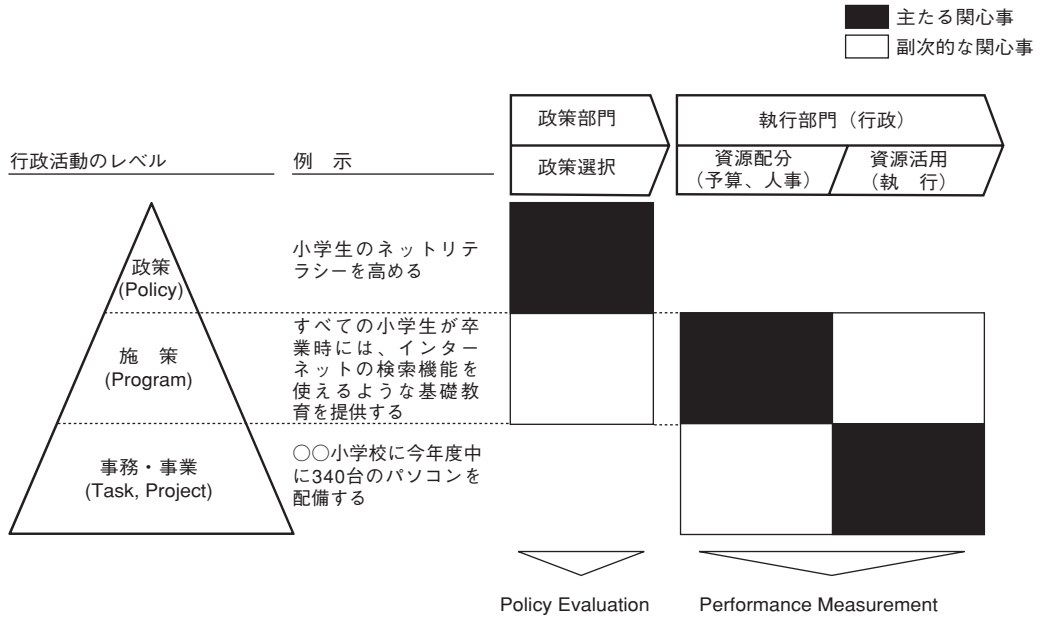 主たる関心事
副次的な関心事
政策部門
執行部門(行政)
行政活動のレベル
例　示
政策選択
資源配分
(予算、人事)
資源活用
(執　行)
政策
(Policy)
小学生のネットリテ
ラシーを高める
施　策
(Program)
すべての小学生が卒
業時には、インター
ネットの検索機能を
使えるような基礎教
育を提供する
事務・事業
(Task, Project)
○○小学校に今年度中
に340台のパソコンを
配備する
Policy Evaluation
Performance Measurement